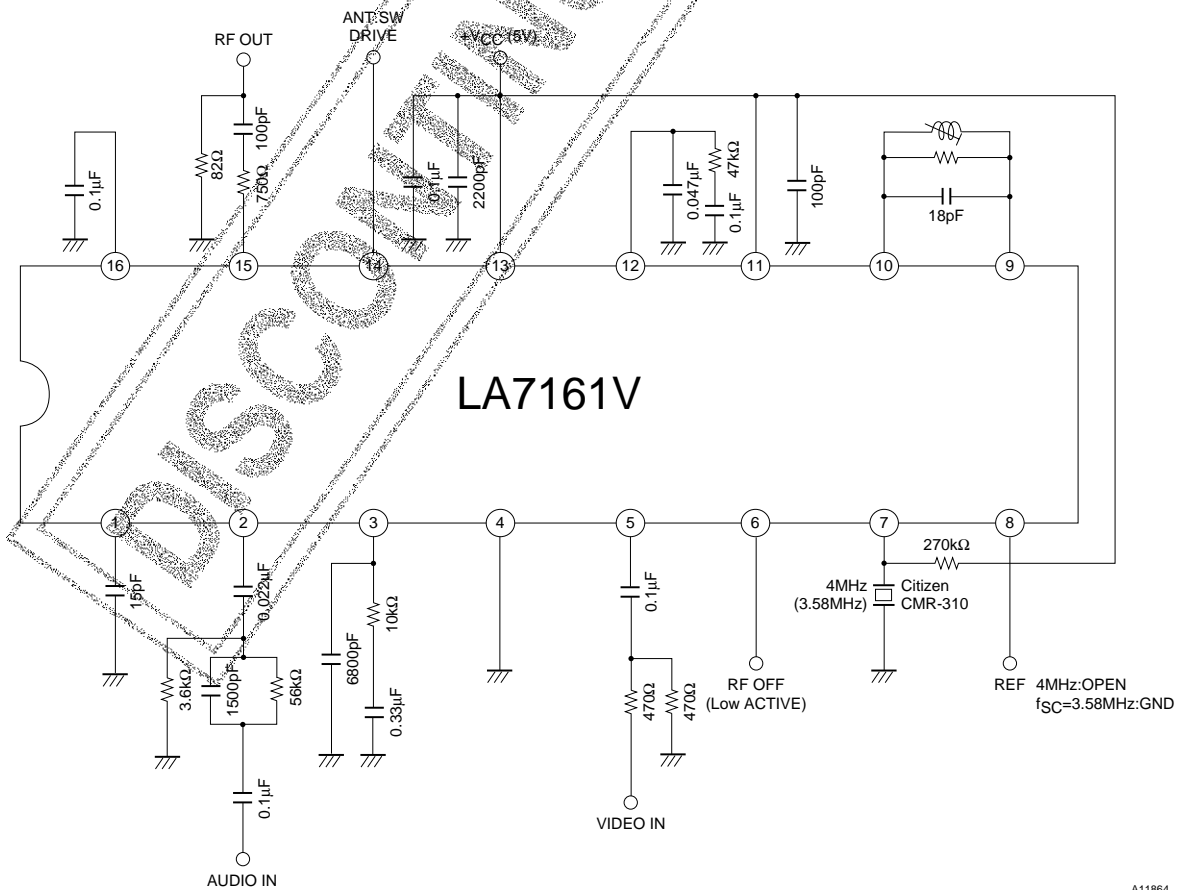 ANT SW
DRIVE
RF OUT
+VCC (5V)
0.1µF
82Ω
100pF
750Ω
0.1µF
2200pF
0.047µF
47kΩ
0.1µF
100pF
18pF
16
15
14
13
12
11
10
9
LA7161V
DISCONTIN
1
2
3
4
5
6
7
8
15pF
0.022µF
3.6kΩ
1500pF
56kΩ
0.1µF
AUDIO IN
6800pF
10kΩ
0.33µF
0.1µF
470Ω
470Ω
VIDEO IN
RF OFF
(Low ACTIVE)
270kΩ
4MHz
(3.58MHz)
Citizen
CMR-310
REF
4MHz:OPEN
fSC=3.58MHz:GND
A11864